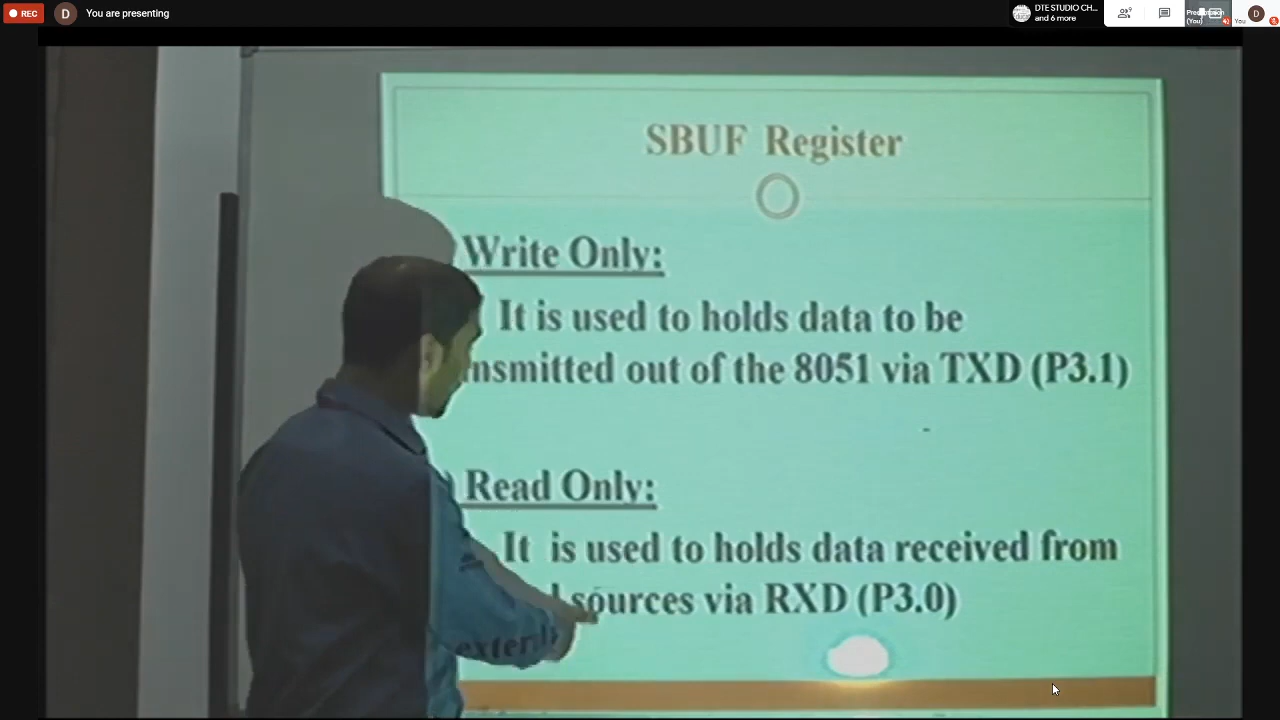 REC
D
You are presenting
DTE STUDIO CH...
and 6 more
9
(You)
You
D
SBUF Register
Write Only:
It is used to holds data to be
nsmitted out of the 8051 via TXD (P3.1)
Read Only:
It is used to holds data received from
l sources via RXD (P3.0)
extern